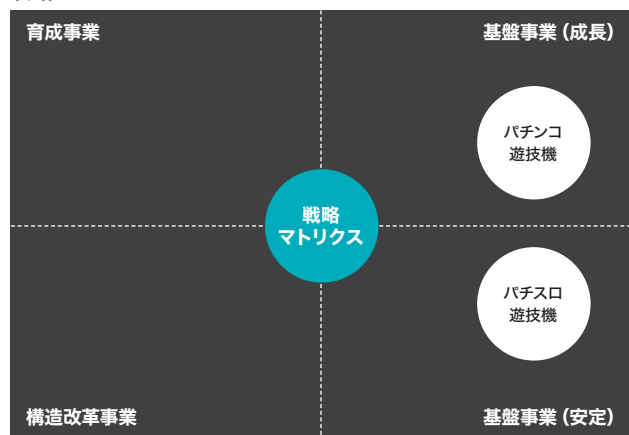 育成事業
基盤事業（成長）
パチンコ
遊技機
戦略
マトリクス
パチスロ
遊技機
構造改革事業
基盤事業（安定）